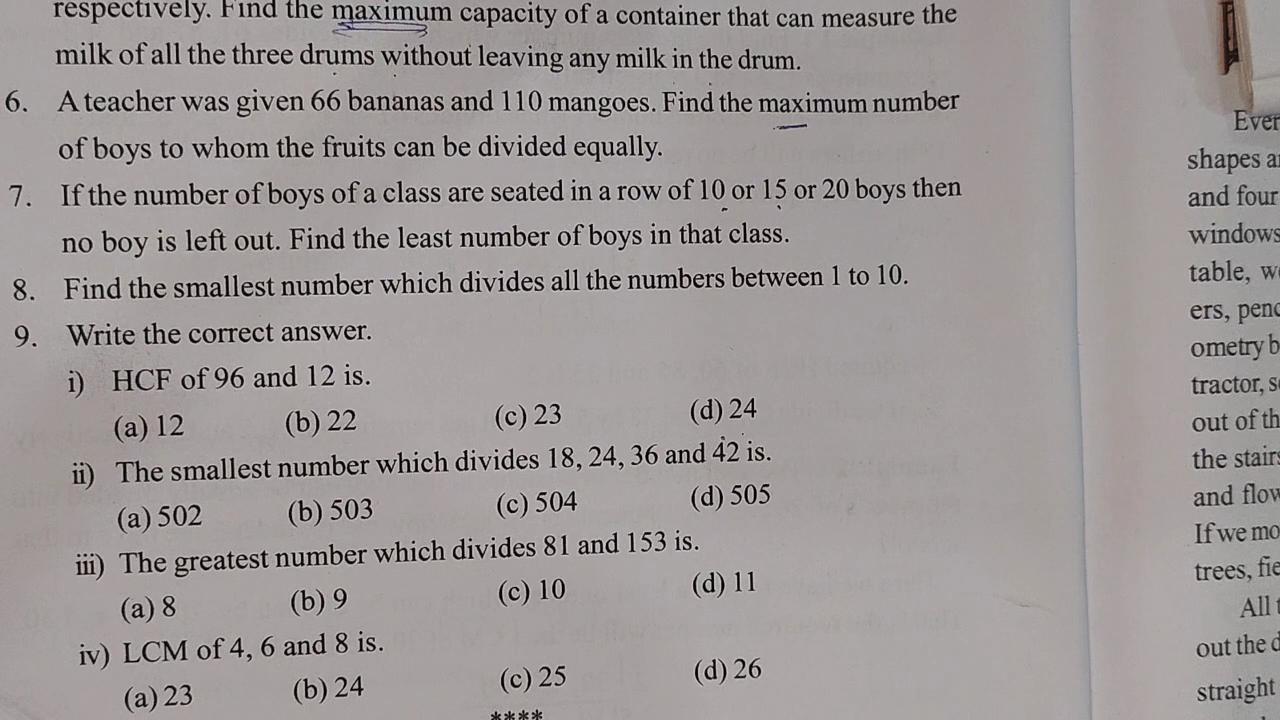 respectively. Find the maximum capacity of a container that can measure the
milk of all the three drums without leaving any milk in the drum.
6. A teacher was given 66 bananas and 110 mangoes. Find the maximum number
of boys to whom the fruits can be divided equally.
7. If the number of boys of a class are seated in a row of 10 or 15 or 20 boys then
no boy is left out. Find the least number of boys in that class.
8. Find the smallest number which divides all the numbers between 1 to 10.
9. Write the correct answer.
i) HCF of 96 and 12 is.
(a) 12 (b) 22 (c) 23 (d) 24
ii) The smallest number which divides 18, 24, 36 and 42 is.
(a) 502 (b) 503 (c) 504 (d) 505
iii) The greatest number which divides 81 and 153 is.
(a) 8 (b) 9 (c) 10 (d) 11
iv) LCM of 4, 6 and 8 is.
(a) 23 (b) 24 (c) 25 (d) 26
****
shapes
and four
windows
table,
ers,
ometry
tractor,
out of
the stairs
and
If we
trees,
All
out the
straight